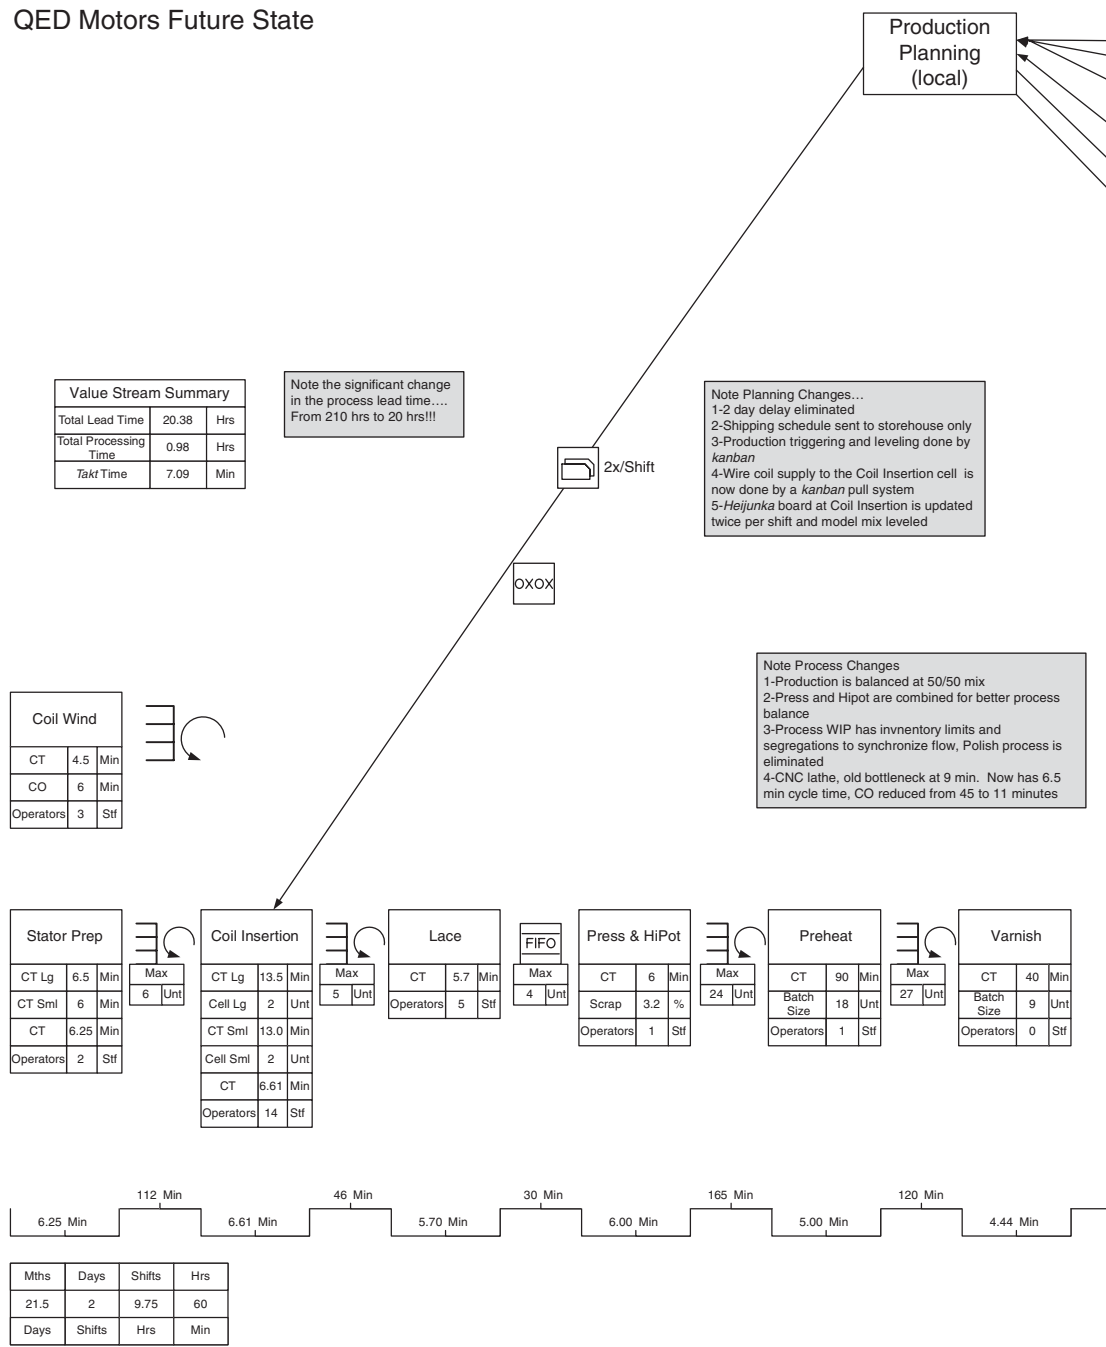 QED Motors Future State
Production
Planning
(local)
Value Stream Summary
Total Lead Time 20.38 Hrs
Total Processing
Time 0.98 Hrs
Takt Time 7.09 Min
Note the significant change
in the process lead time….
From 210 hrs to 20 hrs!!!
2x/Shift
OXOX
Note Planning Changes…
1-2 day delay eliminated
2-Shipping schedule sent to storehouse only
3-Production triggering and leveling done by
kanban
4-Wire coil supply to the Coil Insertion cell is
now done by a kanban pull system
5-Heijunka board at Coil Insertion is updated
twice per shift and model mix leveled
Note Process Changes
1-Production is balanced at 50/50 mix
2-Press and Hipot are combined for better process
balance
3-Process WIP has invnentory limits and
segregations to synchronize flow, Polish process is
eliminated
4-CNC lathe, old bottleneck at 9 min. Now has 6.5
min cycle time, CO reduced from 45 to 11 minutes
Coil Wind
CT 4.5 Min
CO 6 Min
Operators 3 Stf
Stator Prep
CT Lg 6.5 Min
CT Sml 6 Min
CT 6.25 Min
Operators 2 Stf
Max
6 Unt
Coil Insertion
CT Lg 13.5 Min
Cell Lg 2 Unt
CT Sml 13.0 Min
Cell Sml 2 Unt
CT 6.61 Min
Operators 14 Stf
Max
5 Unt
Lace
CT 5.7 Min
Operators 5 Stf
FIFO
Max
4 Unt
Press & HiPot
CT 6 Min
Scrap 3.2 %
Operators 1 Stf
Max
24 Unt
Preheat
CT 90 Min
Batch
Size 18 Unt
Operators 1 Stf
Max
27 Unt
Varnish
CT 40 Min
Batch
Size 9 Unt
Operators 0 Stf
112 Min 46 Min 30 Min 165 Min 120 Min
6.25 Min 6.61 Min 5.70 Min 6.00 Min 5.00 Min 4.44 Min
Mths Days Shifts Hrs
21.5 2 9.75 60
Days Shifts Hrs Min